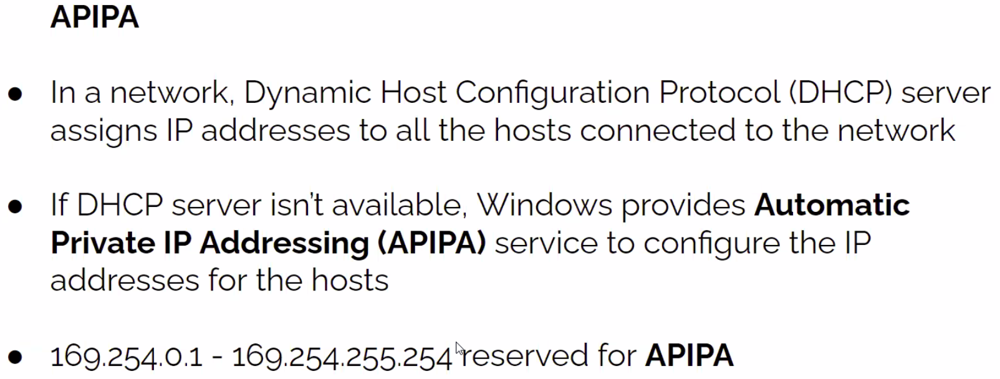 APIPA
● In a network, Dynamic Host Configuration Protocol (DHCP) server
assigns IP addresses to all the hosts connected to the network
● If DHCP server isn't available, Windows provides Automatic
Private IP Addressing (APIPA) service to configure the IP
addresses for the hosts
● 169.254.0.1 - 169.254.255.254 reserved for APIPA